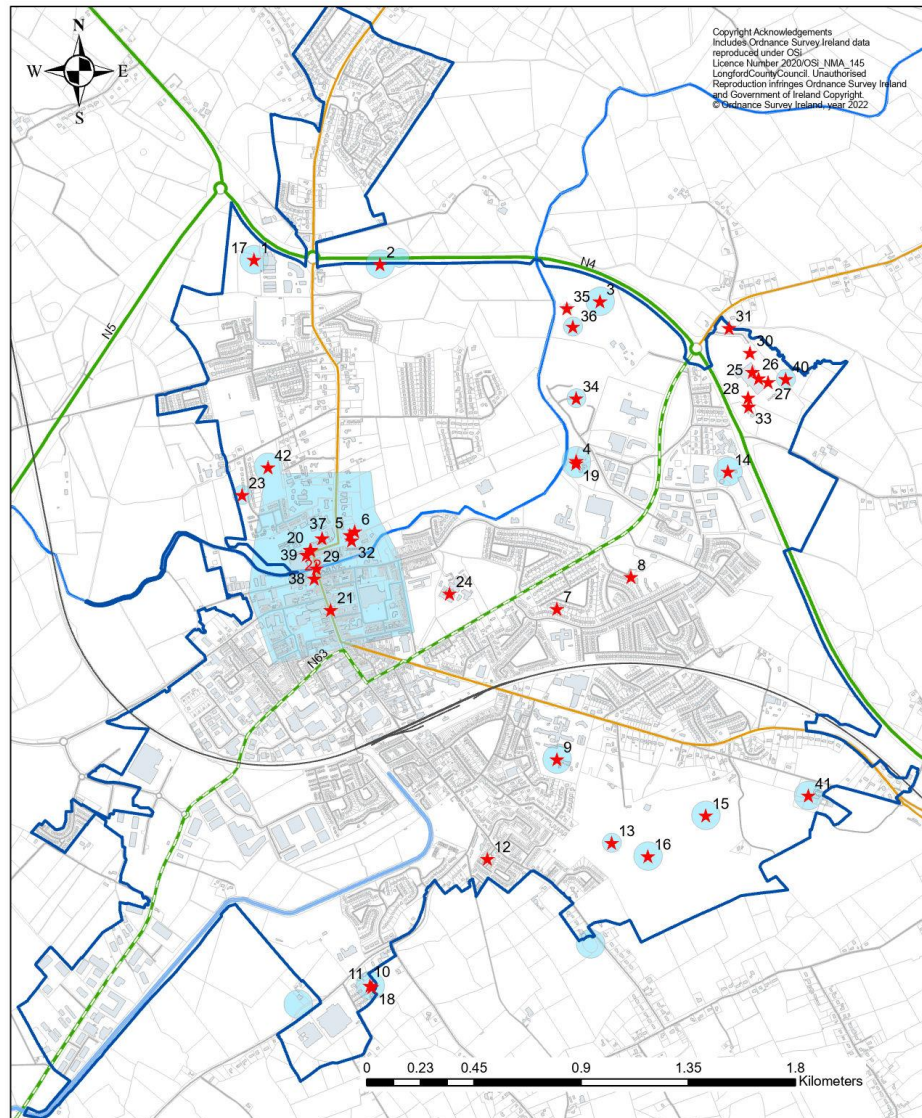 N
W E
S
Copyright Acknowledgements
Includes Ordnance Survey Ireland data
reproduced under OSi
Licence Number 2020/OSi_NMA_145
LongfordCountyCouncil. Unauthorised
Reproduction infringes Ordnance Survey Ireland
and Government of Ireland Copyright.
© Ordnance Survey Ireland, year 2022
17 1
2
N4
3
35
36
31
N5
30
25 26 40
27
28
33
34
42
4
19
14
23
37 5 6
20
32
39 29
38
24
8
21
7
N63
9
41
15
13
16
12
11 10
18
0 0.23 0.45 0.9 1.35 1.8
Kilometers